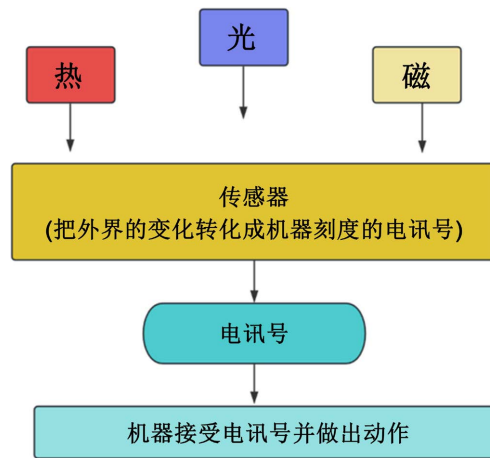 热
光
磁
传感器
(把外界的变化转化成机器刻度的电讯号)
电讯号
机器接受电讯号并做出动作